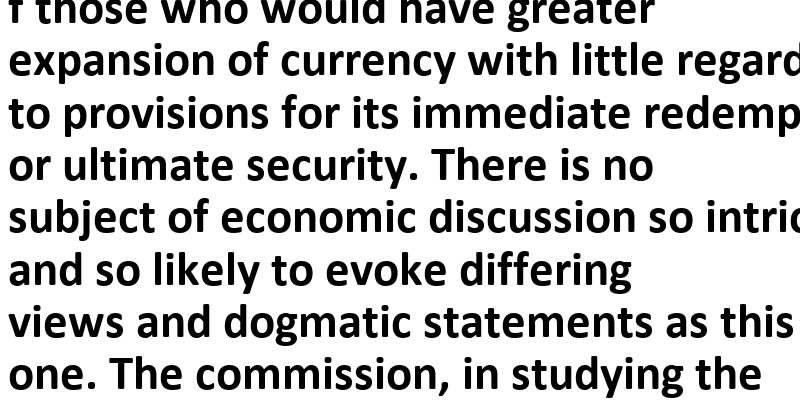 f those who would have greater
expansion of currency with little regard
to provisions for its immediate redemp
or ultimate security. There is no
subject of economic discussion so intric
and so likely to evoke differing
views and dogmatic statements as this
one. The commission, in studying the